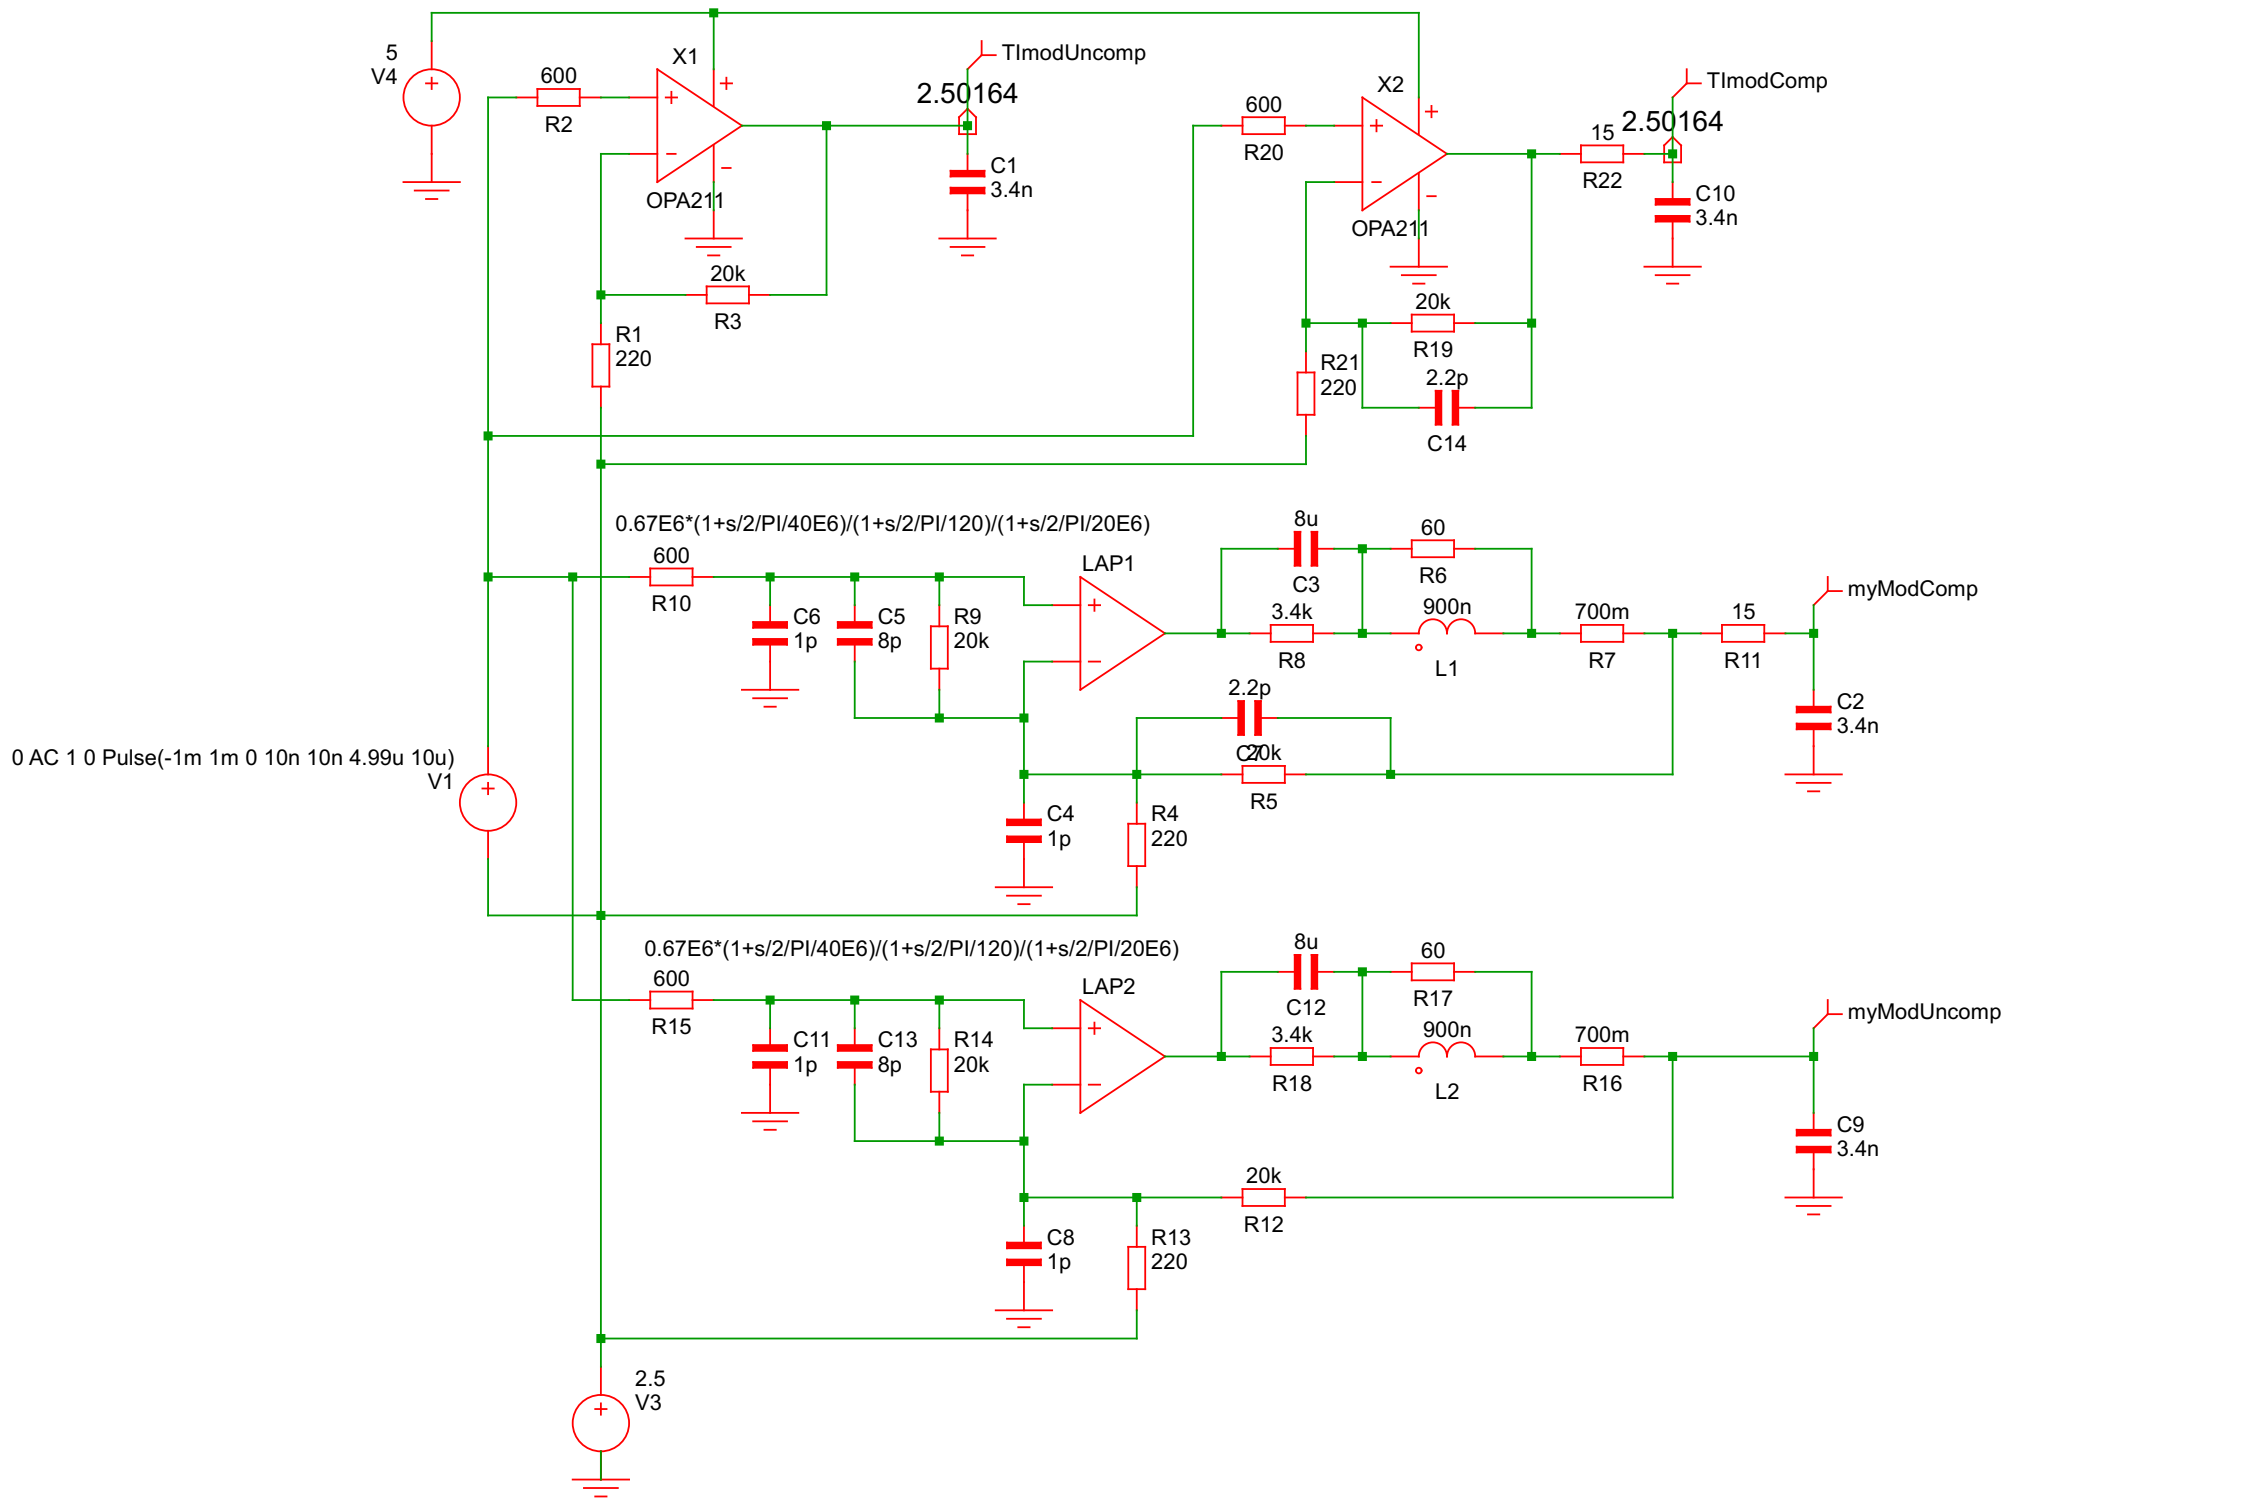 5
V4
600
R2
X1
+
+
−
−
OPA211
TImodUncomp
2.50164
C1
3.4n
20k
R3
R1
220
600
R20
X2
+
+
−
−
OPA211
TImodComp
2.50164
15
R22
C10
3.4n
20k
R19
R21
220
2.2p
C14
0.67E6*(1+s/2/PI/40E6)/(1+s/2/PI/120)/(1+s/2/PI/20E6)
600
R10
C6
1p
C5
8p
R9
20k
LAP1
+
−
8u
C3
60
R6
3.4k
R8
900n
L1
700m
R7
15
R11
myModComp
C2
3.4n
2.2p
C7
20k
R5
C4
1p
R4
220
0 AC 1 0 Pulse(-1m 1m 0 10n 10n 4.99u 10u)
V1
+
0.67E6*(1+s/2/PI/40E6)/(1+s/2/PI/120)/(1+s/2/PI/20E6)
600
R15
C11
1p
C13
8p
R14
20k
LAP2
+
−
8u
C12
60
R17
3.4k
R18
900n
L2
700m
R16
myModUncomp
C9
3.4n
20k
R12
C8
1p
R13
220
2.5
V3
+